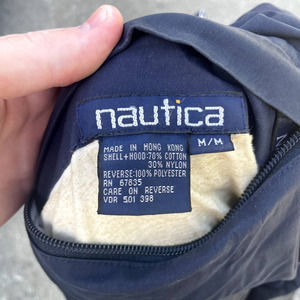 nautica
M/M
MADE IN HONG KONG
SHELL+HOOD:70% COTTON
30% NYLON
REVERSE:100% POLYESTER
RN 67835
CARE ON REVERSE
VDR 501 398